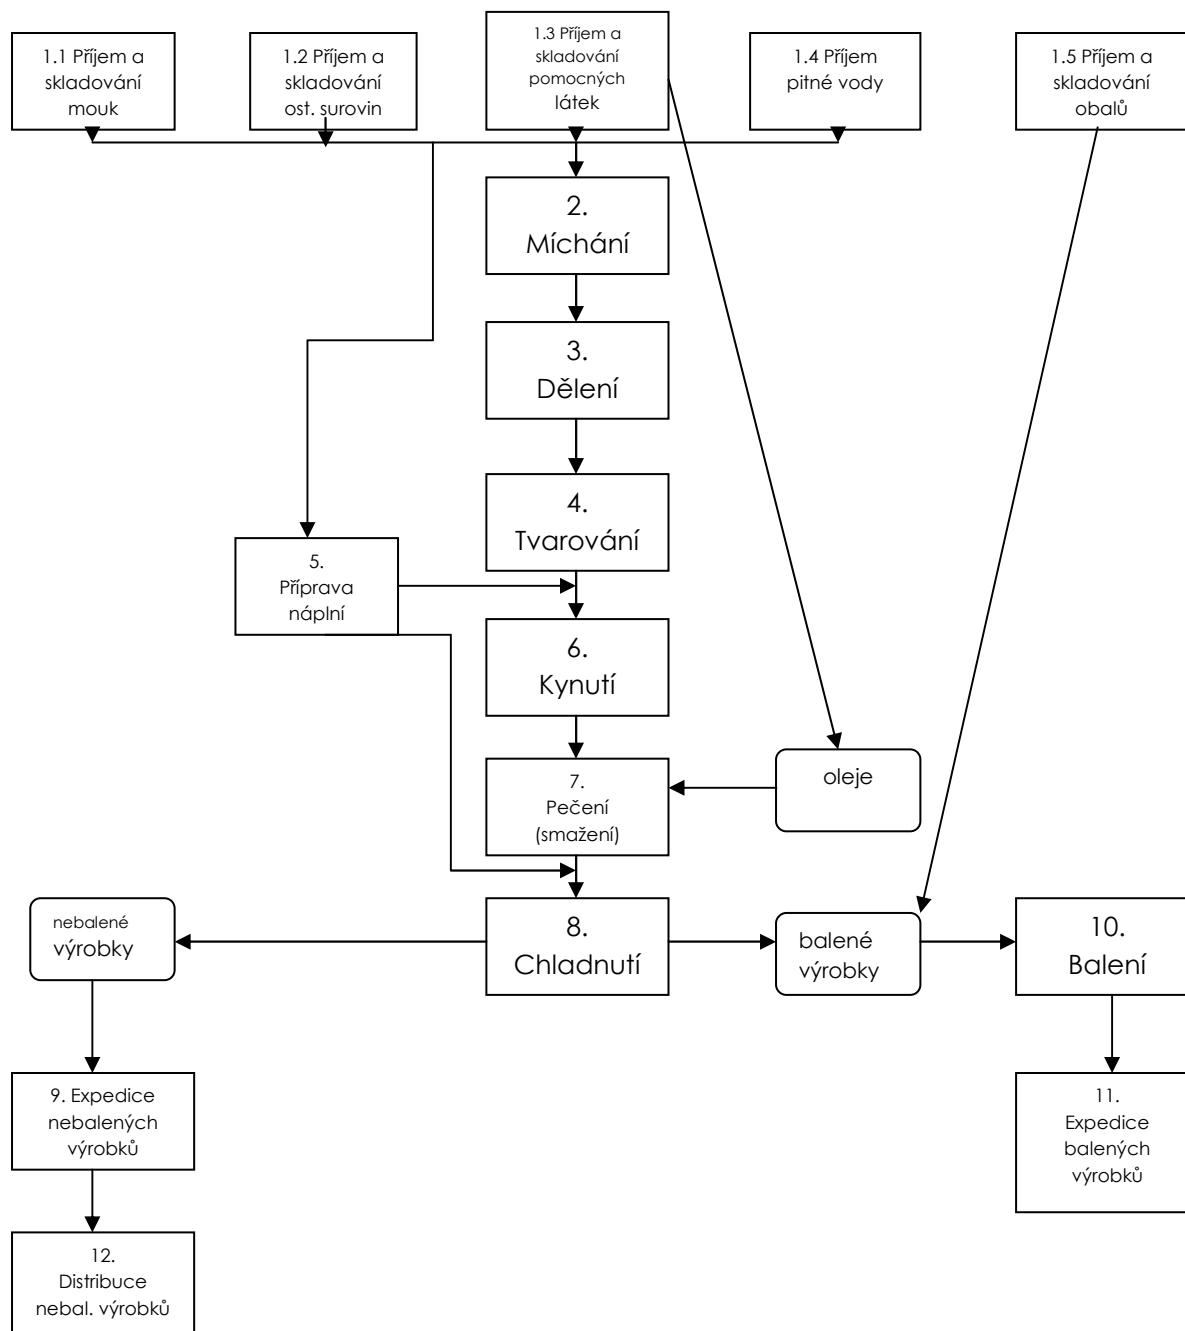 1.1 Příjem a
skladování
mouk
1.2 Příjem a
skladování
ost. surovin
1.3 Příjem a
skladování
pomocných
látek
1.4 Příjem
pitné vody
1.5 Příjem a
skladování
obalů
2.
Míchání
3.
Dělení
4.
Tvarování
5.
Příprava
náplní
6.
Kynutí
7.
Pečení
(smažení)
oleje
nebalené
výrobky
8.
Chladnutí
balené
výrobky
10.
Balení
9. Expedice
nebalených
výrobků
11.
Expedice
balených
výrobků
12.
Distribuce
nebal. výrobků